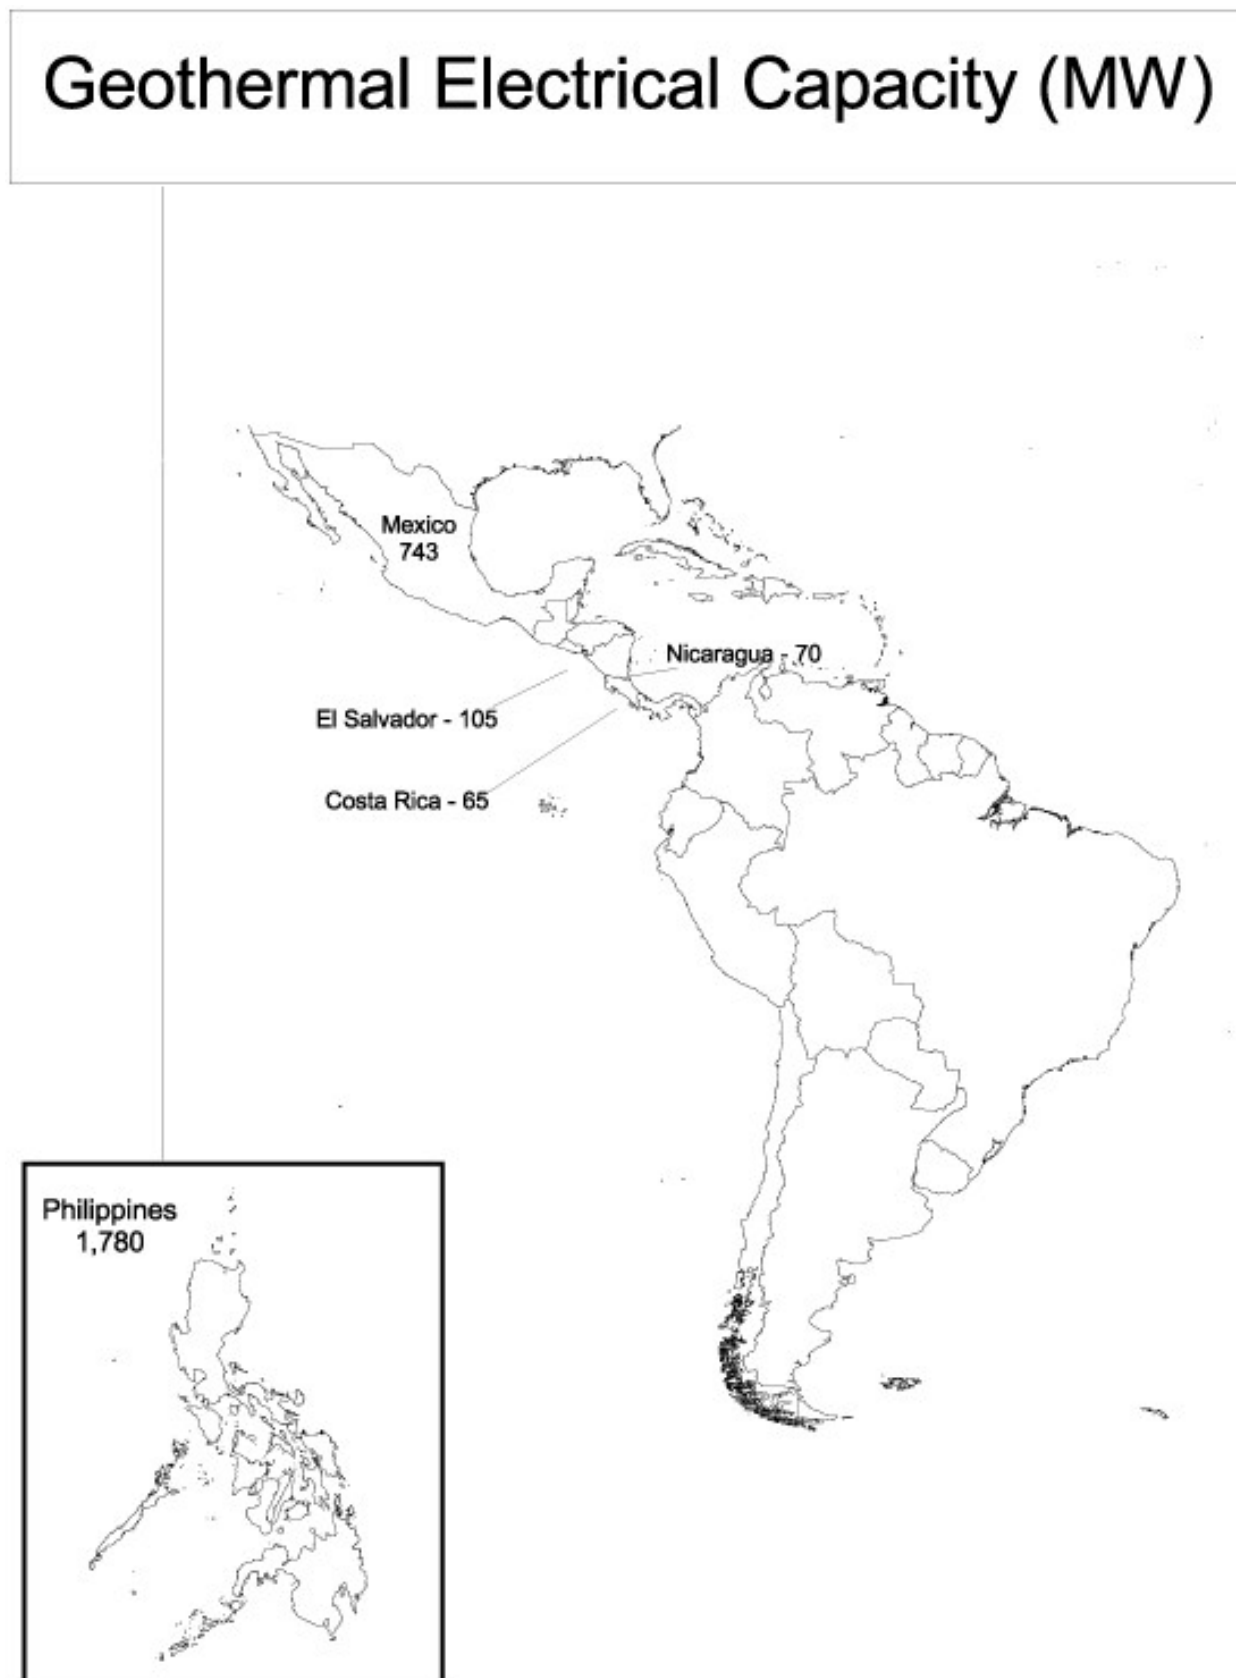 Geothermal Electrical Capacity (MW)
Mexico
743
Nicaragua - 70
El Salvador - 105
Costa Rica - 65
Philippines
1,780